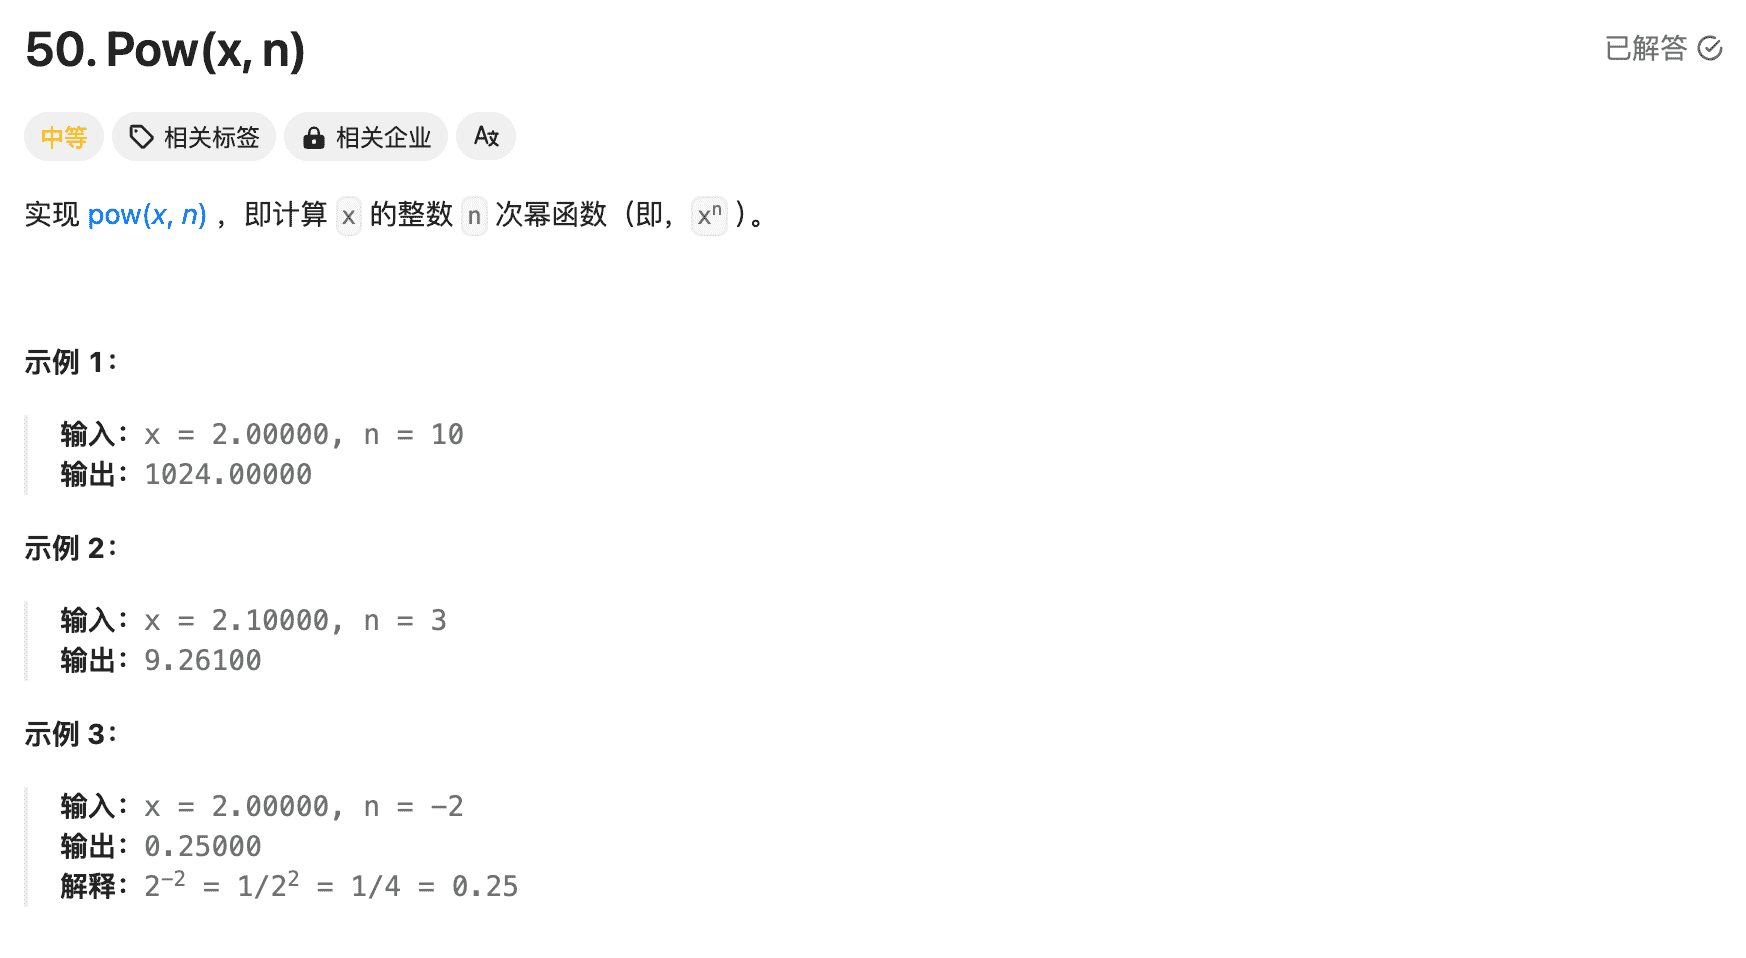 50. Pow(x, n)
已解答
中等 相关标签 相关企业
实现 pow(x, n) ，即计算 x 的整数 n 次幂函数（即，xⁿ ）。
示例 1：
输入：x = 2.00000, n = 10
输出：1024.00000
示例 2：
输入：x = 2.10000, n = 3
输出：9.26100
示例 3：
输入：x = 2.00000, n = -2
输出：0.25000
解释：2⁻² = 1/2² = 1/4 = 0.25